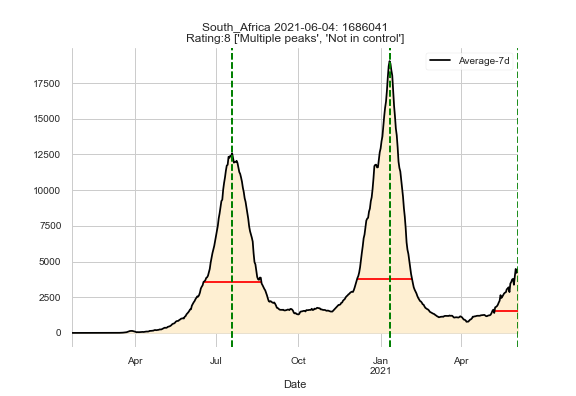 South_Africa 2021-06-04: 1686041
Rating:8 ['Multiple peaks', 'Not in control']
Average-7d
17500
15000
12500
10000
7500
5000
2500
0
Apr
Jul
Oct
Jan
2021
Apr
Date